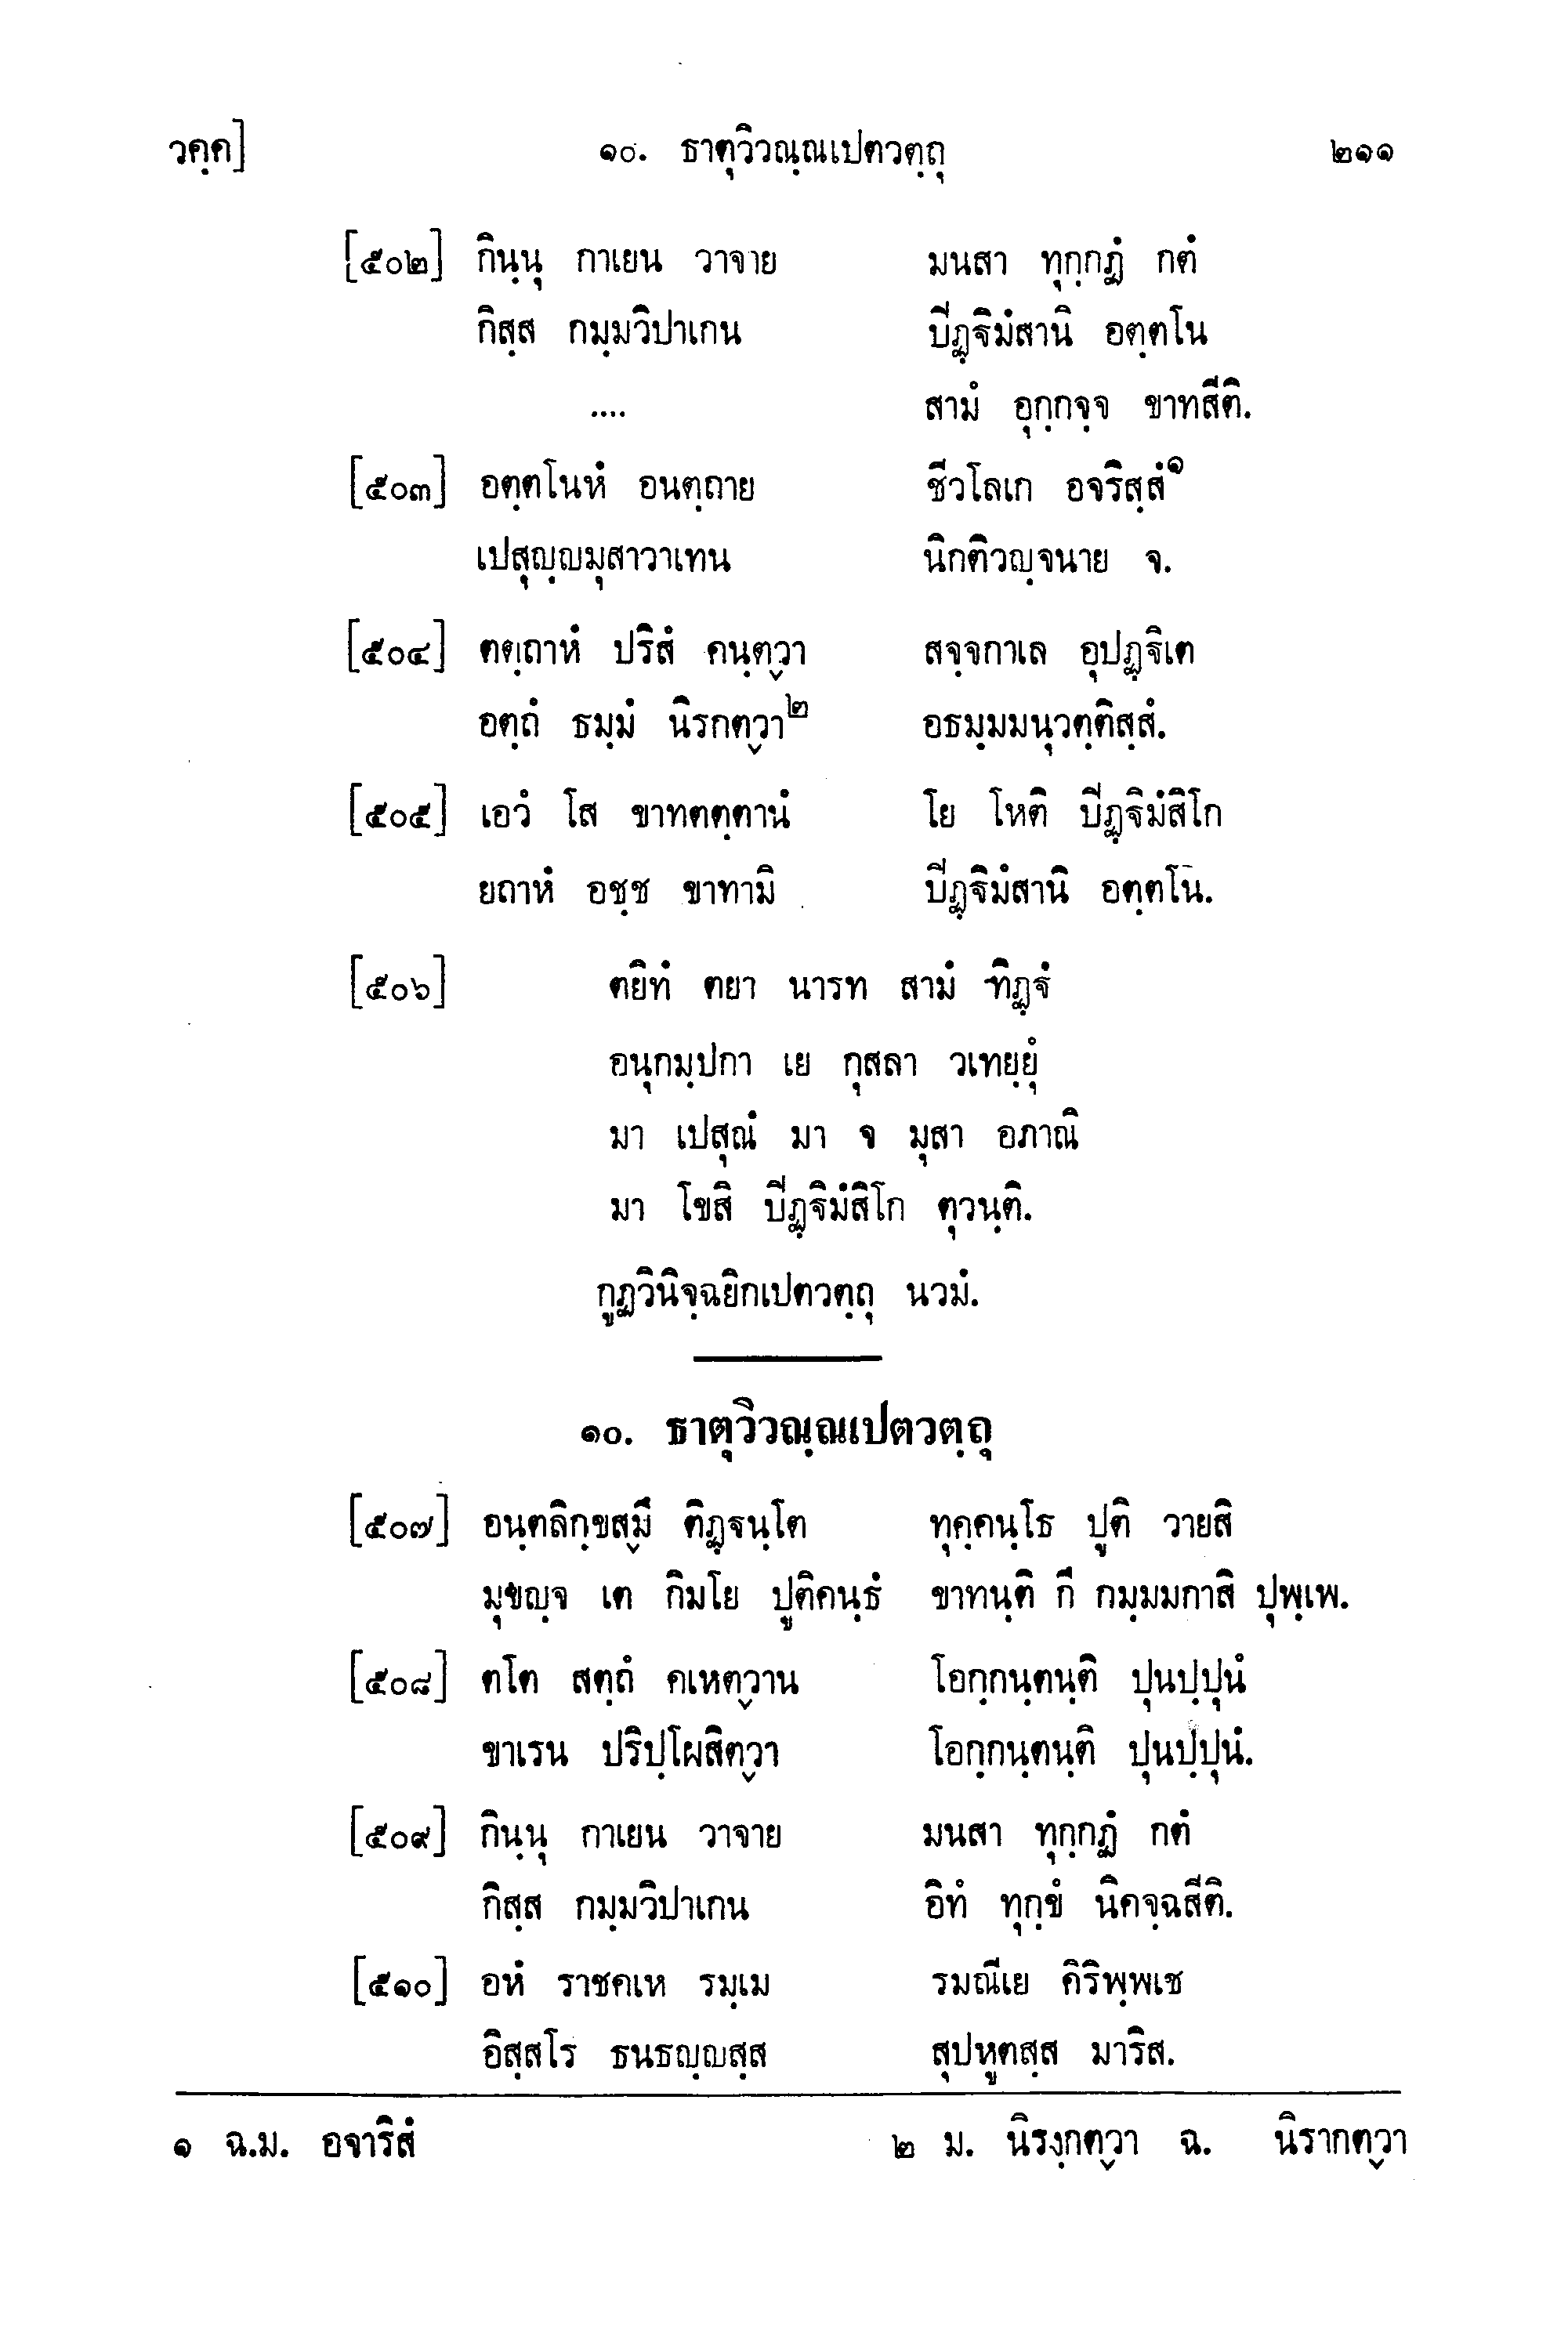 วคฺค] ๑๐. ธาตุวิวณฺณเปตวตฺถุ ๒๑๑
[๕๐๒] กินฺนุ กาเยน วาจาย มนสา ทุกฺกฏํ กตํ
กิสฺส กมฺมวิปาเกน ปิฏฺฐิมํสานิ อตฺตโน
.... สามํ อุกฺกจฺจ ขาทสีติ.
[๕๐๓] อตฺตโนหํ อนตฺถาย ชีวโลเก อจริสฺสํ๑
เปสุญฺญมุสาวาเทน นิกติวญฺจนาย จ.
[๕๐๔] ตตฺถาหํ ปริสํ คนฺตฺวา สจฺจกาเล อุปฏฺฐิเต
อตฺถํ ธมฺมํ นิรกตฺวา๒ อธมฺมมนุวตฺติสฺสํ.
[๕๐๕] เอวํ โส ขาทตตฺตานํ โย โหติ ปิฏฺฐิมํสิโก
ยถาหํ อชฺช ขาทามิ ปิฏฺฐิมํสานิ อตฺตโน.
[๕๐๖] ตยิทํ ตยา นารท สามํ ทิฏฺฐํ
อนุกมฺปกา เย กุสลา วเทยฺยุํ
มา เปสุณํ มา จ มุสา อภาณิ
มา โขสิ ปิฏฺฐิมํสิโก ตุวนฺติ.
กูฏวินิจฺฉยิกเปตวตฺถุ นวมํ.
๑๐. ธาตุวิวณฺณเปตวตฺถุ
[๕๐๗] อนฺตลิกฺขสฺมึ ติฏฺฐนฺโต ทุคฺคนฺโธ ปูติ วายสิ
มุขญฺจ เต กิมโย ปูติคนฺธํ ขาทนฺติ กึ กมฺมมกาสิ ปุพฺเพ.
[๕๐๘] ตโต สตฺถํ คเหตฺวาน โอกฺกนฺตนฺติ ปุนปฺปุนํ
ขาเรน ปริปฺโผสิตฺวา โอกฺกนฺตนฺติ ปุนปฺปุนํ.
[๕๐๙] กินฺนุ กาเยน วาจาย มนสา ทุกฺกฏํ กตํ
กิสฺส กมฺมวิปาเกน อิทํ ทุกฺขํ นิคจฺฉสีติ.
[๕๑๐] อหํ ราชคเห รมฺเม รมณีเย คิริพฺพเช
อิสฺสโร ธนธญฺญสฺส สุปหูตสฺส มาริส.
๑ ฉ.ม. อจาริสํ ๒ ม. นิรงฺกตฺวา ฉ. นิรากตฺวา